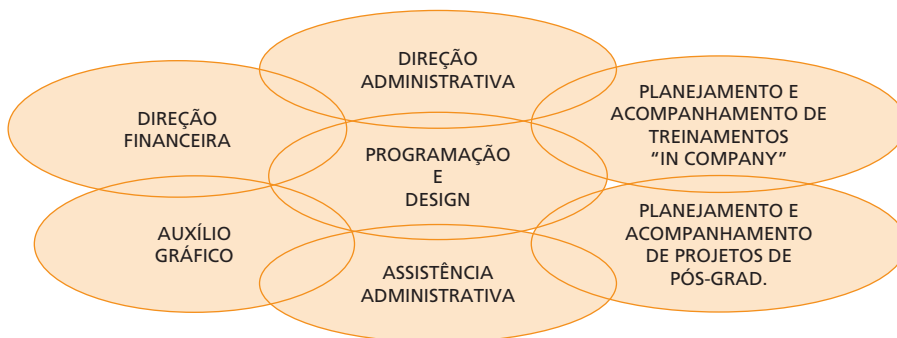 DIREÇÃO
ADMINISTRATIVA
DIREÇÃO
FINANCEIRA
PLANEJAMENTO E
ACOMPANHAMENTO DE
TREINAMENTOS
"IN COMPANY"
PROGRAMAÇÃO
E
DESIGN
AUXÍLIO
GRÁFICO
PLANEJAMENTO E
ACOMPANHAMENTO
DE PROJETOS DE
PÓS-GRAD.
ASSISTÊNCIA
ADMINISTRATIVA